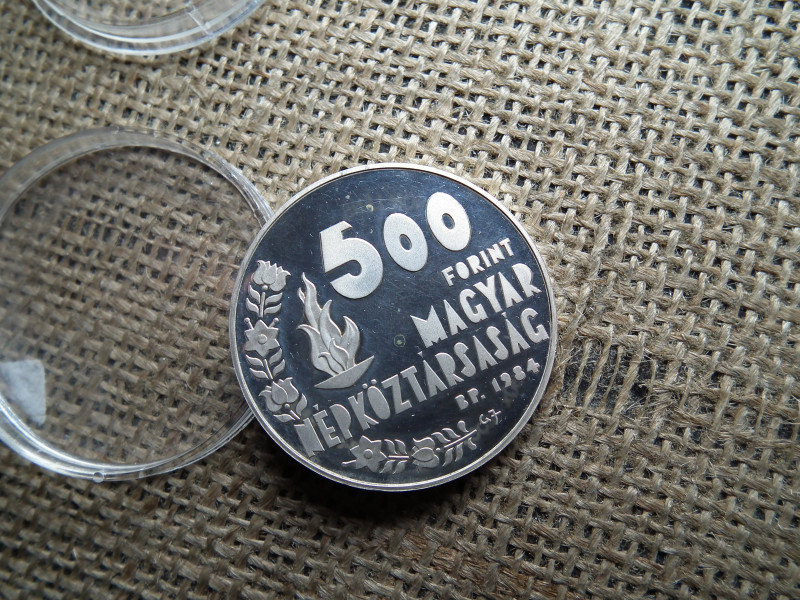 500
FORINT
MAGYAR
NÉPKÖZTÁRSASÁG
BP. 1984